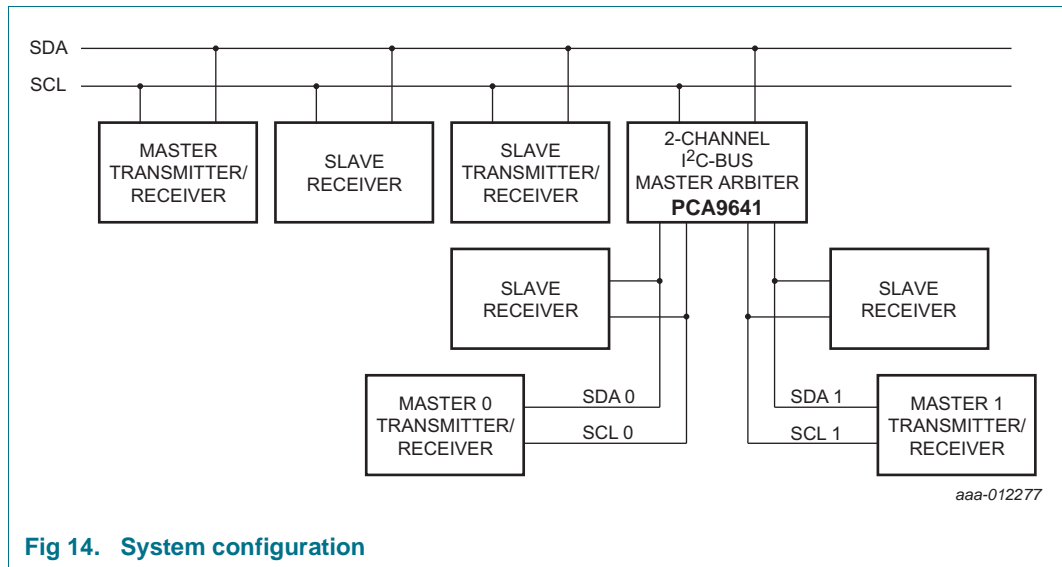 SDA
SCL
MASTER
TRANSMITTER/
RECEIVER
SLAVE
RECEIVER
SLAVE
TRANSMITTER/
RECEIVER
2-CHANNEL
I²C-BUS
MASTER ARBITER
PCA9641
SLAVE
RECEIVER
SLAVE
RECEIVER
MASTER 0
TRANSMITTER/
RECEIVER
SDA 0
SCL 0
SDA 1
SCL 1
MASTER 1
TRANSMITTER/
RECEIVER
aaa-012277
Fig 14. System configuration